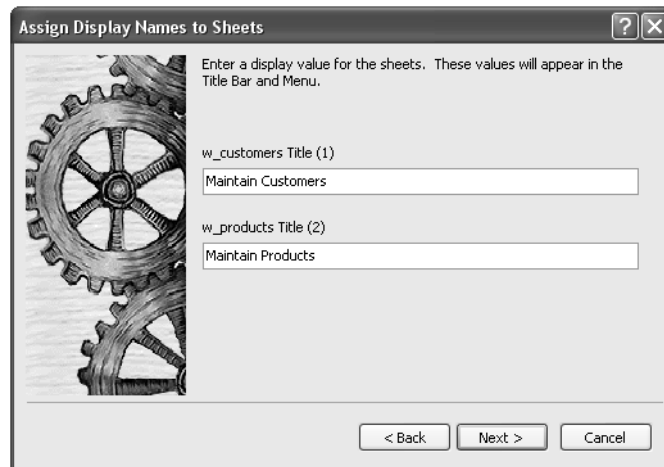 Assign Display Names to Sheets
Enter a display value for the sheets. These values will appear in the
Title Bar and Menu.
w_customers Title (1)
Maintain Customers
w_products Title (2)
Maintain Products
< Back
Next >
Cancel